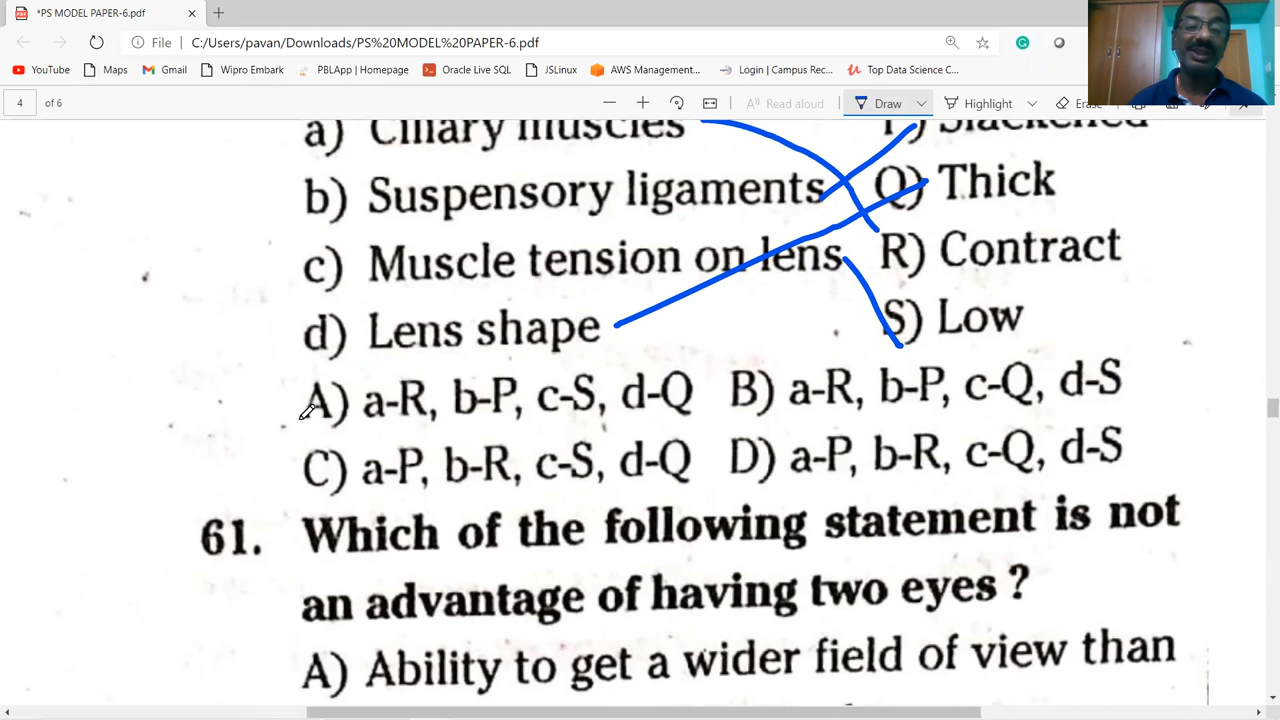 *PS MODEL PAPER-6.pdf
File C:/Users/pavan/Downloads/PS%20MODEL%20PAPER-6.pdf
YouTube Maps Gmail Wipro Embark PBLApp | Homepage Oracle Live SQL JSLinux AWS Management... Login | Campus Rec... Top Data Science C...
4 of 6 Read aloud Draw Highlight
a) Ciliary muscles P) Slackened
b) Suspensory ligaments Q) Thick
c) Muscle tension on lens R) Contract
d) Lens shape S) Low
A) a-R, b-P, c-S, d-Q B) a-R, b-P, c-Q, d-S
C) a-P, b-R, c-S, d-Q D) a-P, b-R, c-Q, d-S
61. Which of the following statement is not
an advantage of having two eyes ?
A) Ability to get a wider field of view than